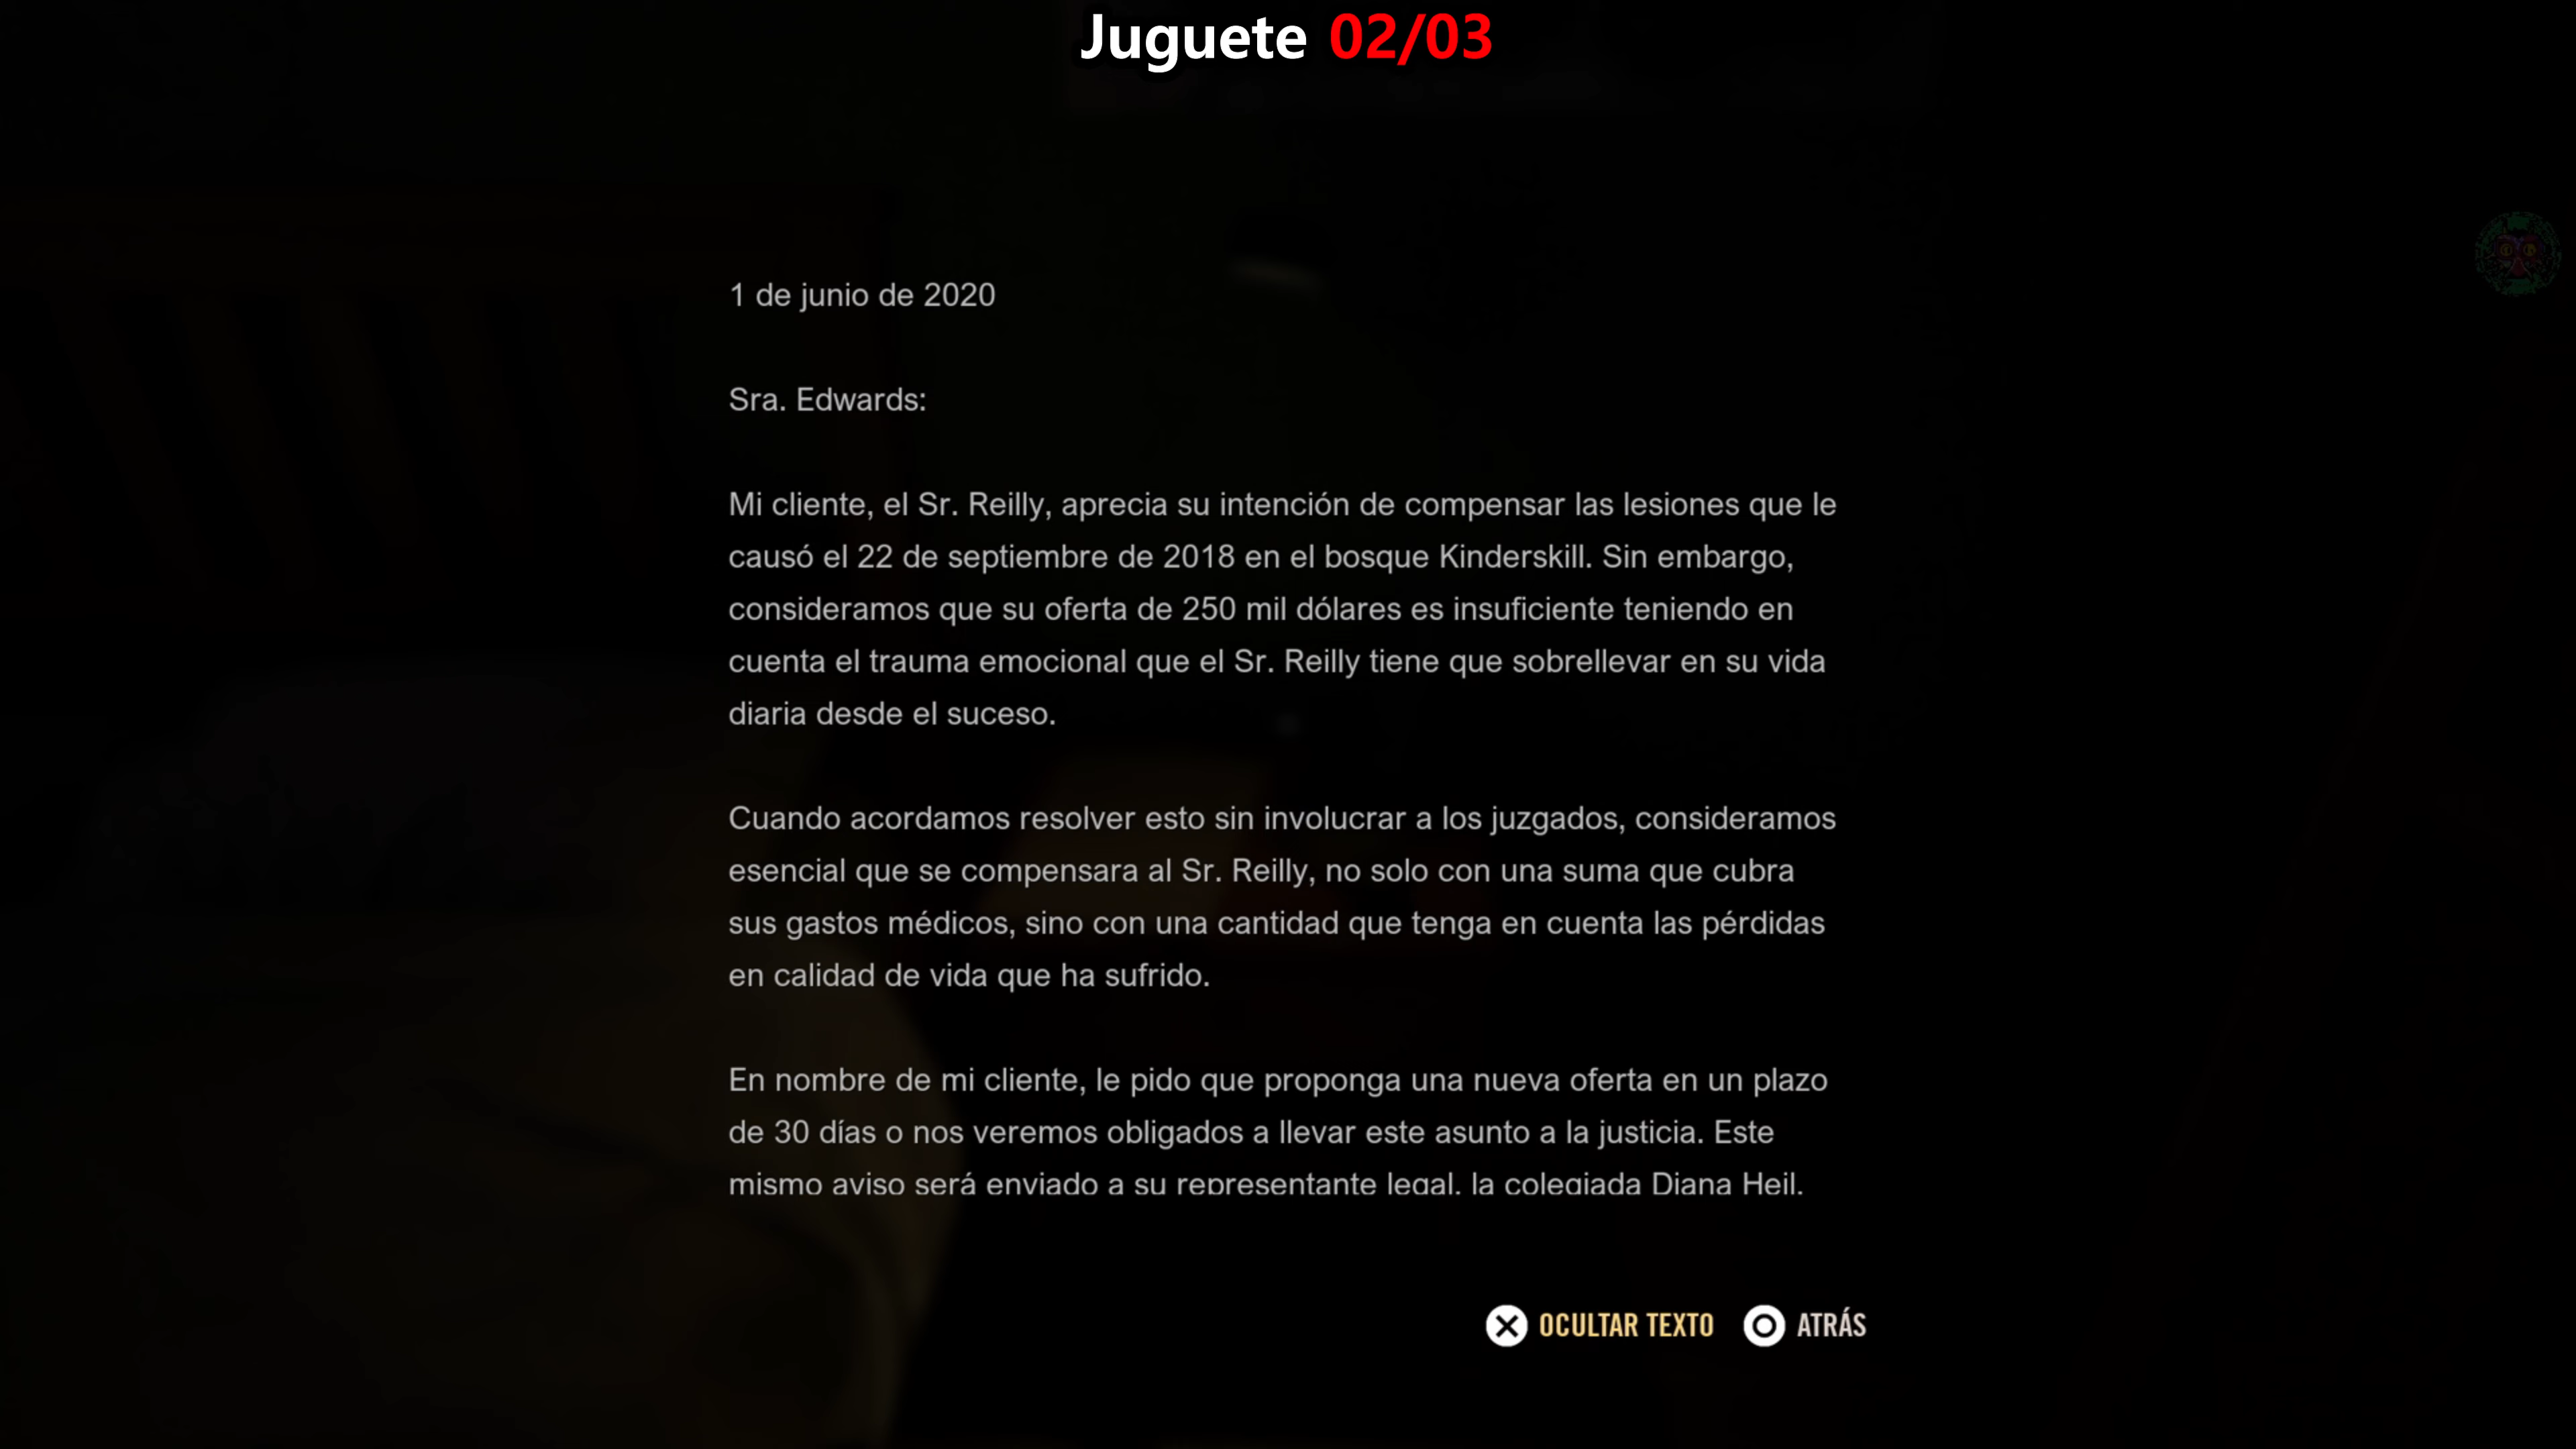 Juguete 02/03
1 de junio de 2020
Sra. Edwards:
Mi cliente, el Sr. Reilly, aprecia su intención de compensar las lesiones que le
causó el 22 de septiembre de 2018 en el bosque Kinderskill. Sin embargo,
consideramos que su oferta de 250 mil dólares es insuficiente teniendo en
cuenta el trauma emocional que el Sr. Reilly tiene que sobrellevar en su vida
diaria desde el suceso.
Cuando acordamos resolver esto sin involucrar a los juzgados, consideramos
esencial que se compensara al Sr. Reilly, no solo con una suma que cubra
sus gastos médicos, sino con una cantidad que tenga en cuenta las pérdidas
en calidad de vida que ha sufrido.
En nombre de mi cliente, le pido que proponga una nueva oferta en un plazo
de 30 días o nos veremos obligados a llevar este asunto a la justicia. Este
mismo aviso será enviado a su representante legal, la colegiada Diana Heil.
OCULTAR TEXTO ATRÁS